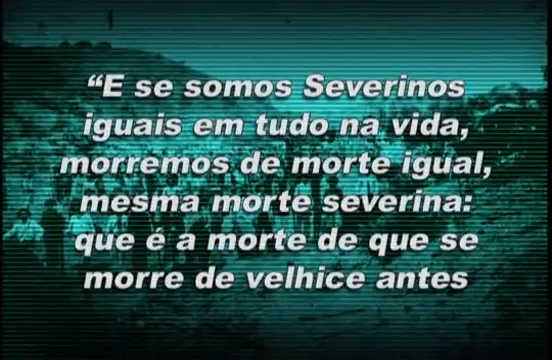 “E se somos Severinos
iguais em tudo na vida,
morremos de morte igual,
mesma morte severina:
que é a morte de que se
morre de velhice antes